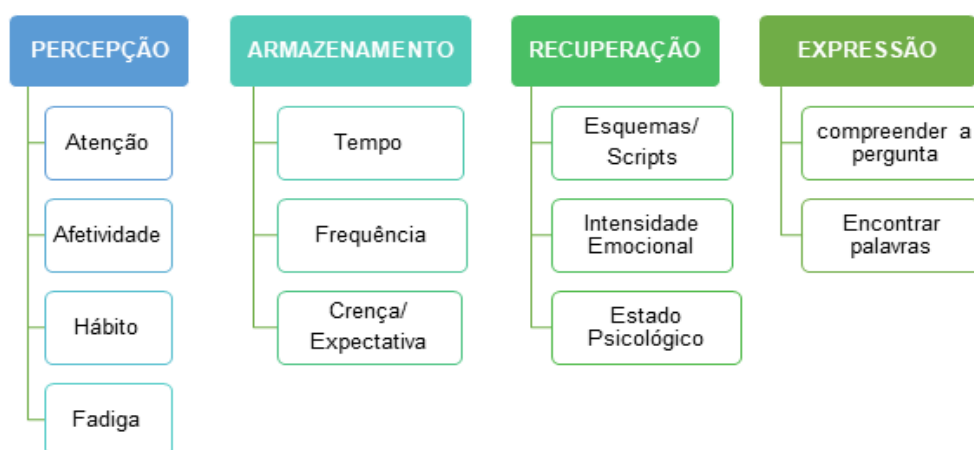 PERCEPÇÃO
Atenção
Afetividade
Hábito
Fadiga
ARMAZENAMENTO
Tempo
Frequência
Crença/
Expectativa
RECUPERAÇÃO
Esquemas/
Scripts
Intensidade
Emocional
Estado
Psicológico
EXPRESSÃO
compreender a
pergunta
Encontrar
palavras